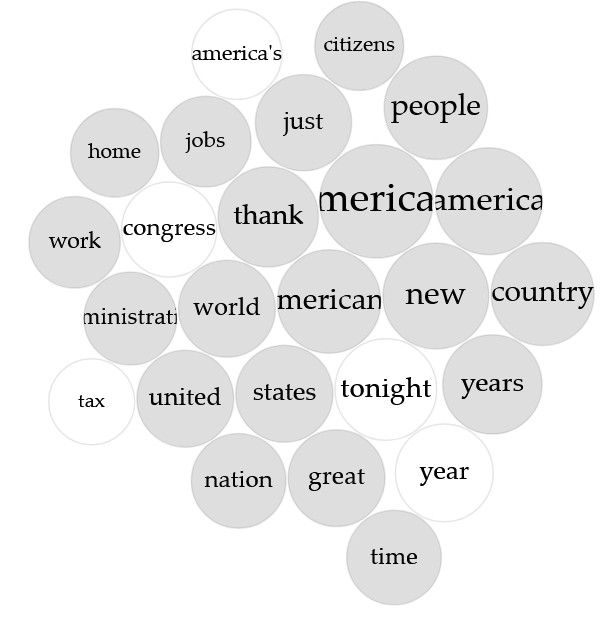 america's
citizens
people
just
jobs
home
merica
america
thank
congress
work
country
new
merican
world
ministrati
years
tonight
states
united
tax
year
great
nation
time